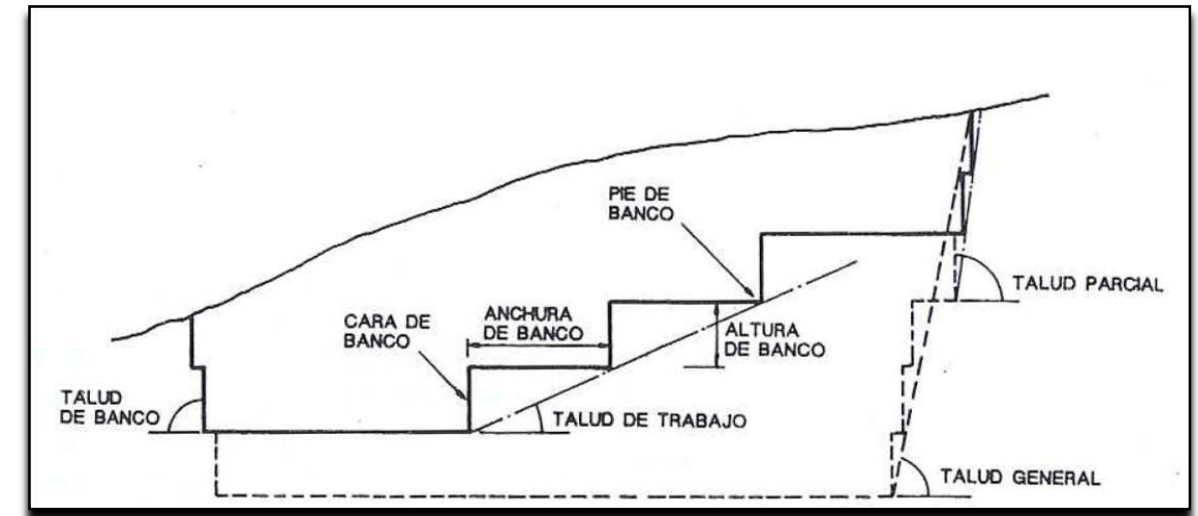 PIE DE
BANCO
TALUD PARCIAL
CARA DE
BANCO
ANCHURA
DE BANCO
ALTURA
DE BANCO
TALUD
DE BANCO
TALUD DE TRABAJO
TALUD GENERAL